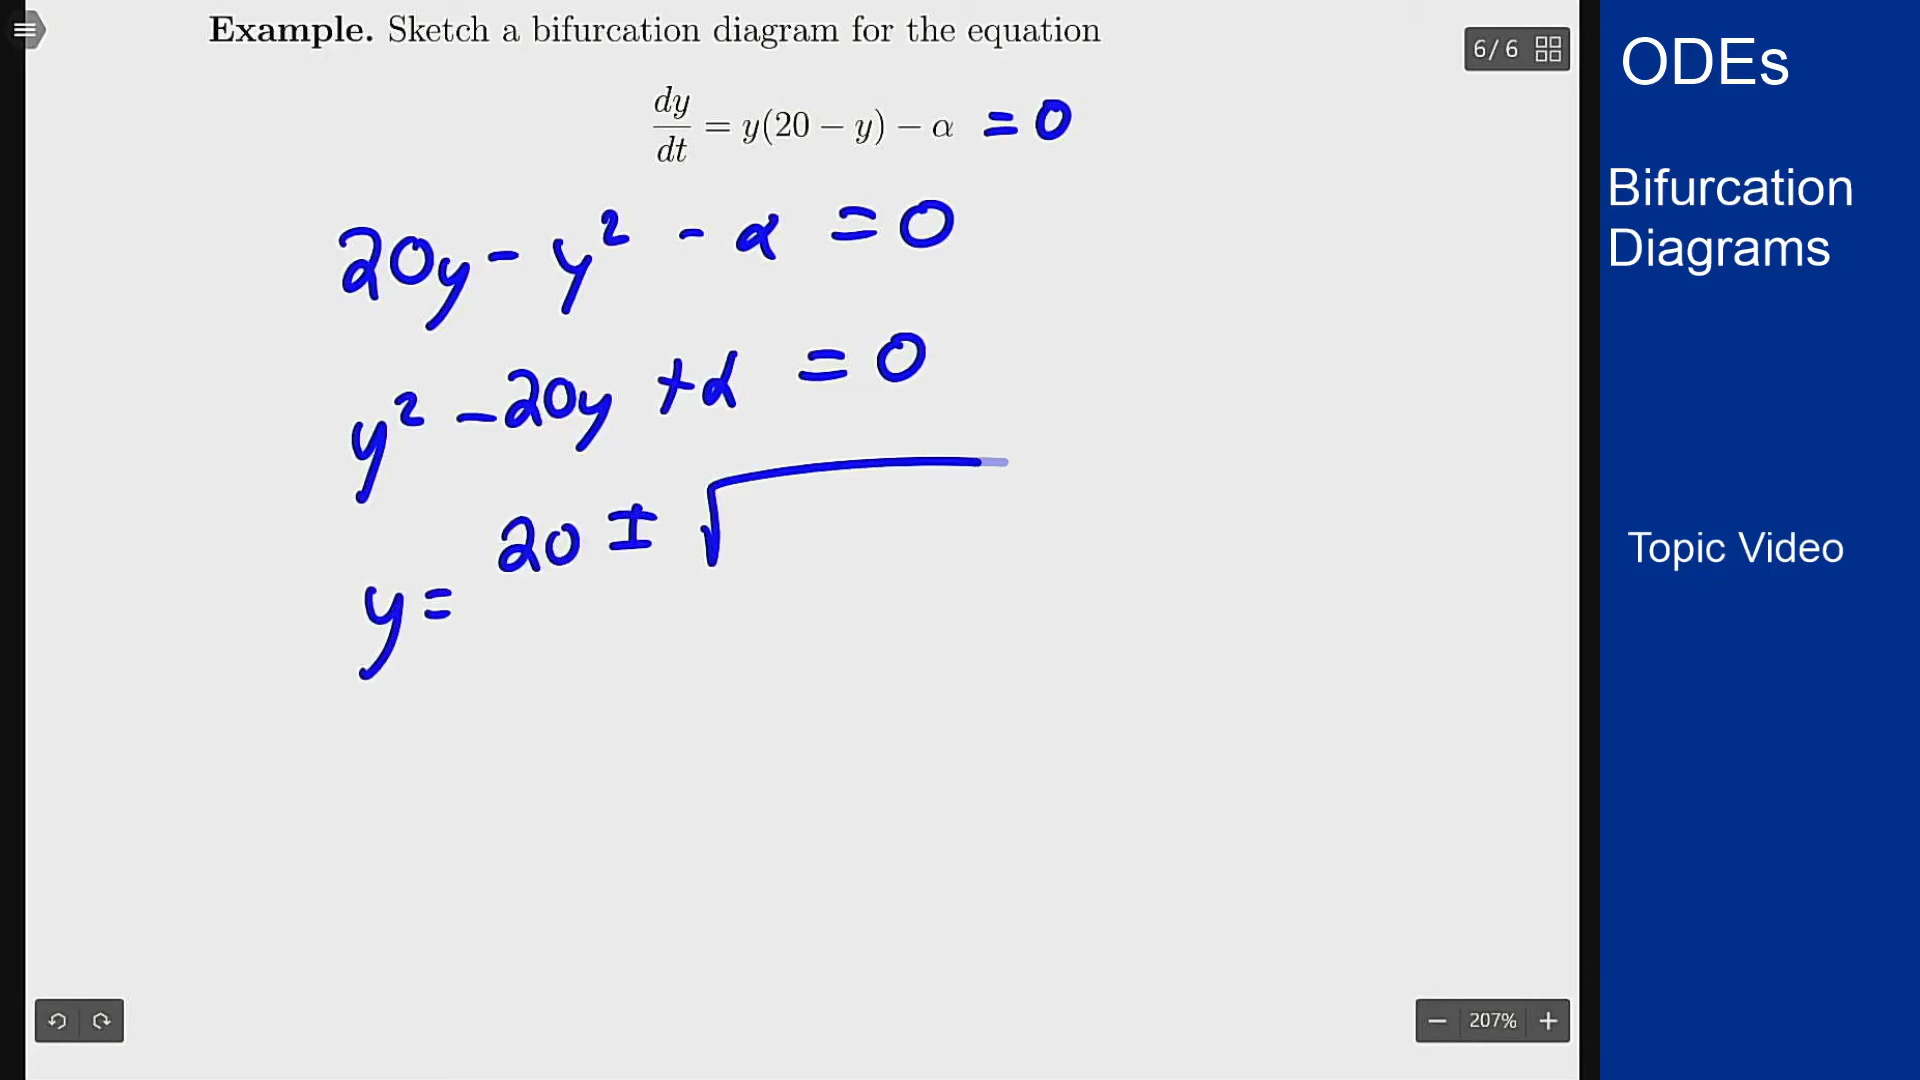 Example. Sketch a bifurcation diagram for the equation
dy/dt = y(20 − y) − α = 0
20y - y² - α = 0
y² - 20y + α = 0
y = 20 ± √
6/6
ODEs
Bifurcation
Diagrams
Topic Video
207%